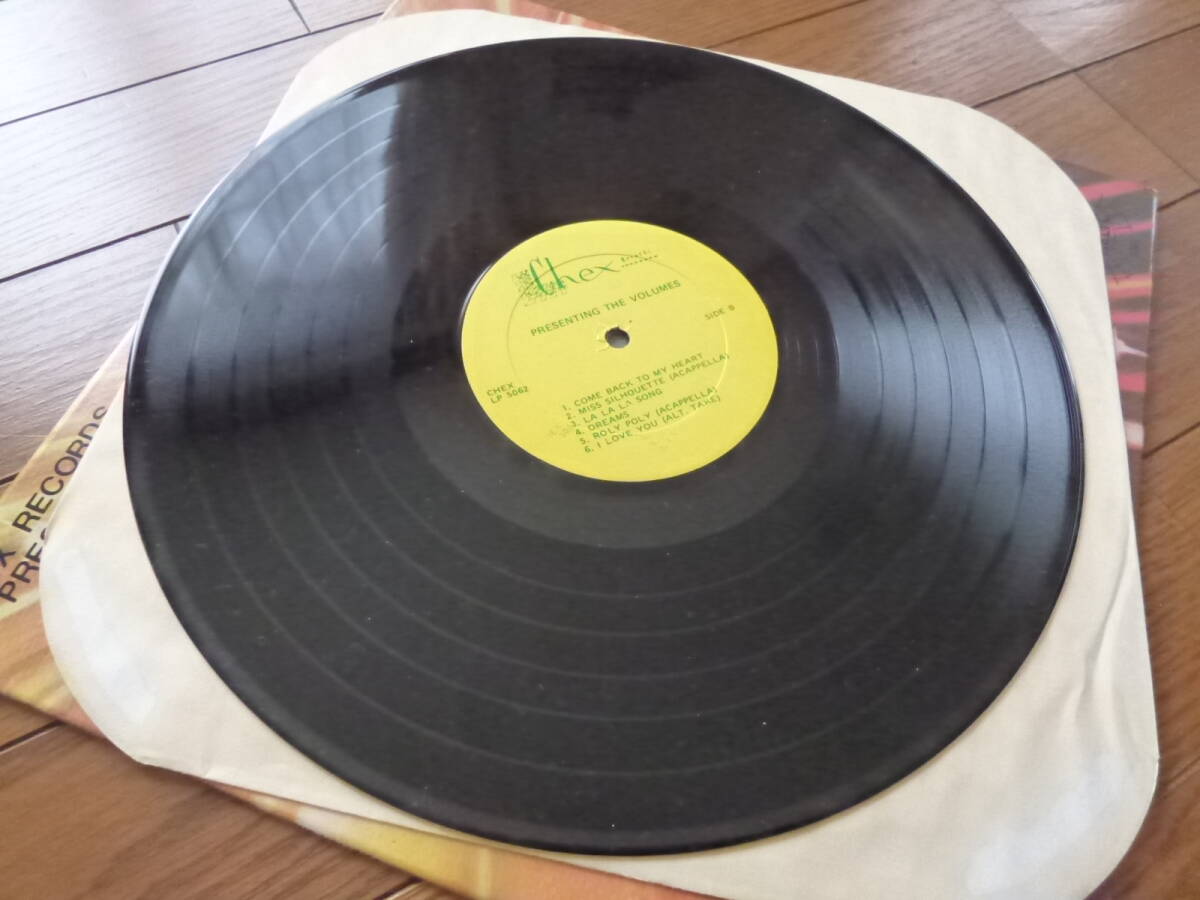 Chex
PRESENTING THE VOLUMES
SIDE B
CHEX
LP 5062
1. COME BACK TO MY HEART
2. MISS SILHOUETTE (ACAPPELLA)
3. LA LA LA SONG
4. DREAMS
5. ROLY POLY (ACAPPELLA)
6. I LOVE YOU (ALT. TAKE)
X RECORDS
PRE